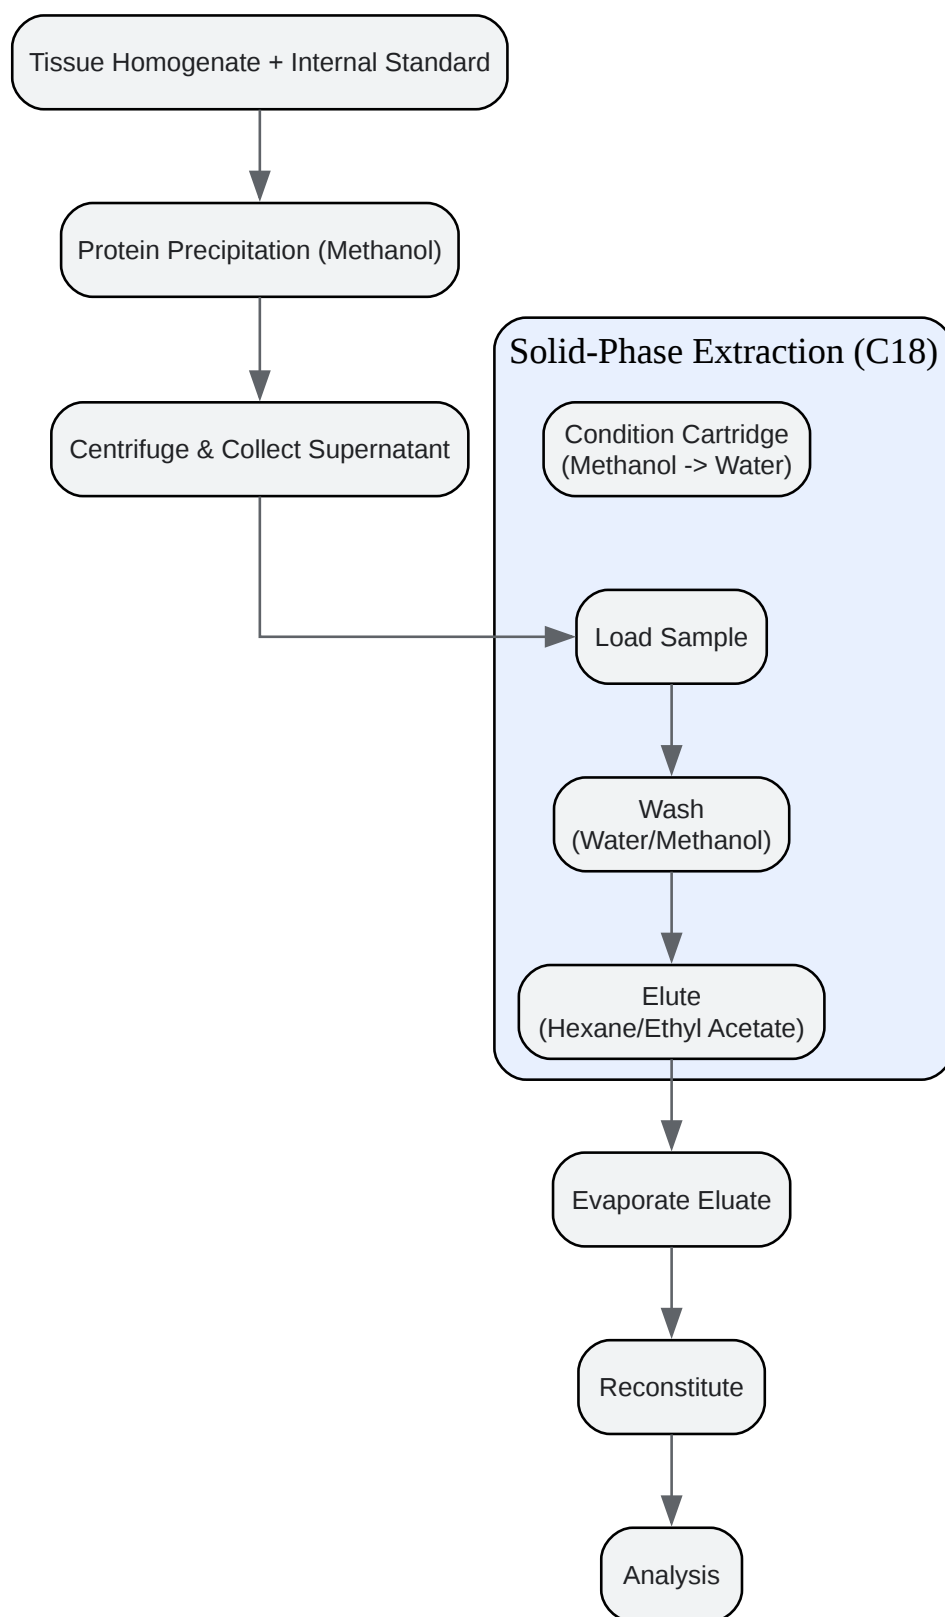 Tissue Homogenate + Internal Standard
Protein Precipitation (Methanol)
Centrifuge & Collect Supernatant
Solid-Phase Extraction (C18)
Condition Cartridge
(Methanol -> Water)
Load Sample
Wash
(Water/Methanol)
Elute
(Hexane/Ethyl Acetate)
Evaporate Eluate
Reconstitute
Analysis